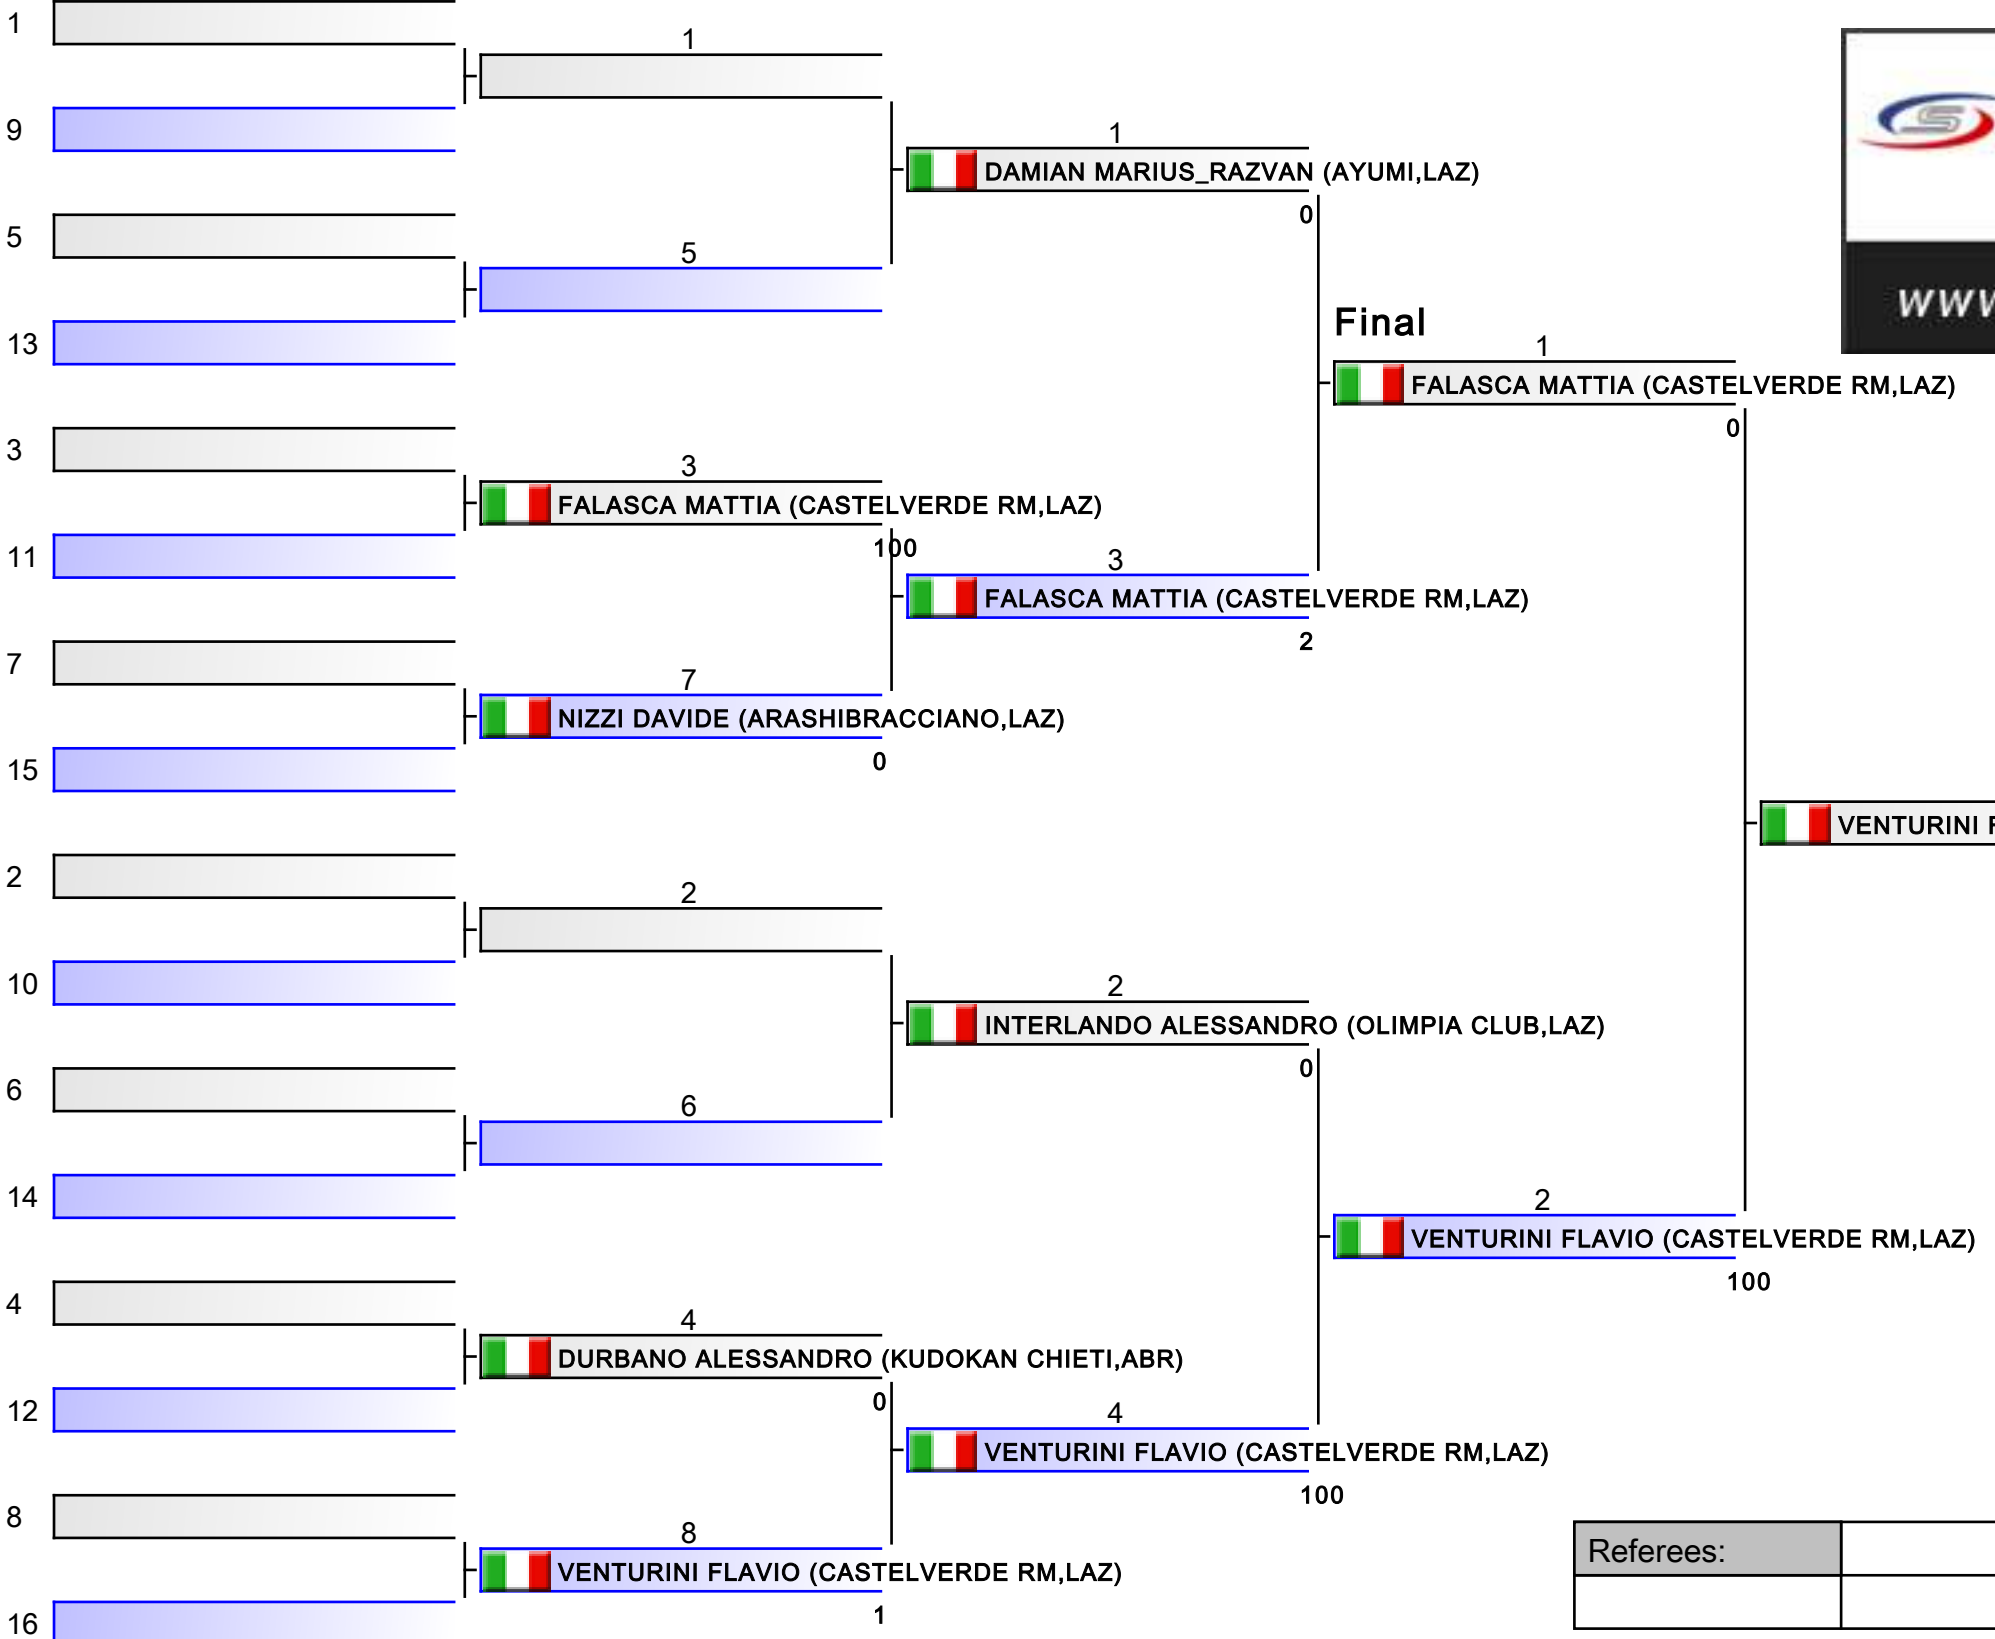 1
1
9
1
DAMIAN MARIUS_RAZVAN (AYUMI,LAZ)
0
5
5
13
Final
1
FALASCA MATTIA (CASTELVERDE RM,LAZ)
0
S
WWW
3
3
FALASCA MATTIA (CASTELVERDE RM,LAZ)
100
11
3
FALASCA MATTIA (CASTELVERDE RM,LAZ)
2
7
7
NIZZI DAVIDE (ARASHIBRACCIANO,LAZ)
0
15
VENTURINI F
2
2
10
2
INTERLANDO ALESSANDRO (OLIMPIA CLUB,LAZ)
0
6
6
14
2
VENTURINI FLAVIO (CASTELVERDE RM,LAZ)
100
4
4
DURBANO ALESSANDRO (KUDOKAN CHIETI,ABR)
0
12
4
VENTURINI FLAVIO (CASTELVERDE RM,LAZ)
100
8
8
VENTURINI FLAVIO (CASTELVERDE RM,LAZ)
1
16
Referees: